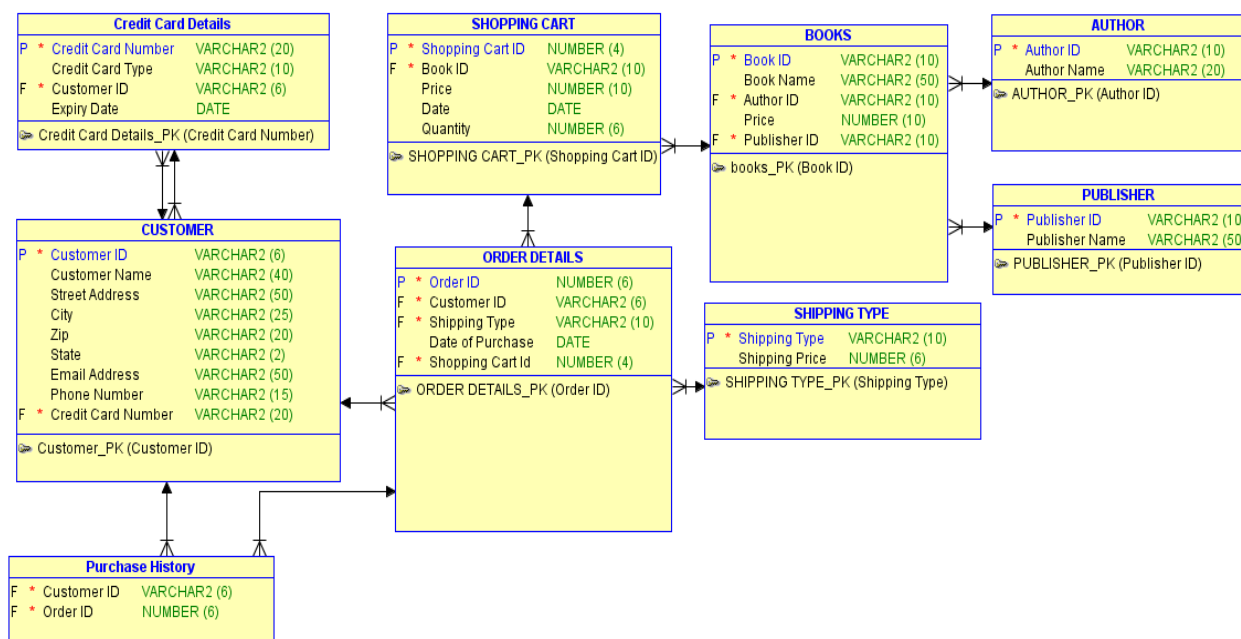 Credit Card Details
P * Credit Card Number VARCHAR2 (20)
Credit Card Type VARCHAR2 (10)
F * Customer ID VARCHAR2 (6)
Expiry Date DATE
Credit Card Details_PK (Credit Card Number)
SHOPPING CART
P * Shopping Cart ID NUMBER (4)
F * Book ID VARCHAR2 (10)
Price NUMBER (10)
Date DATE
Quantity NUMBER (6)
SHOPPING CART_PK (Shopping Cart ID)
BOOKS
P * Book ID VARCHAR2 (10)
Book Name VARCHAR2 (50)
F * Author ID VARCHAR2 (10)
Price NUMBER (10)
F * Publisher ID VARCHAR2 (10)
books_PK (Book ID)
AUTHOR
P * Author ID VARCHAR2 (10)
Author Name VARCHAR2 (20)
AUTHOR_PK (Author ID)
PUBLISHER
P * Publisher ID VARCHAR2 (10
Publisher Name VARCHAR2 (50
PUBLISHER_PK (Publisher ID)
CUSTOMER
P * Customer ID VARCHAR2 (6)
Customer Name VARCHAR2 (40)
Street Address VARCHAR2 (50)
City VARCHAR2 (25)
Zip VARCHAR2 (20)
State VARCHAR2 (2)
Email Address VARCHAR2 (50)
Phone Number VARCHAR2 (15)
F * Credit Card Number VARCHAR2 (20)
Customer_PK (Customer ID)
ORDER DETAILS
P * Order ID NUMBER (6)
F * Customer ID VARCHAR2 (6)
F * Shipping Type VARCHAR2 (10)
Date of Purchase DATE
F * Shopping Cart Id NUMBER (4)
ORDER DETAILS_PK (Order ID)
SHIPPING TYPE
P * Shipping Type VARCHAR2 (10)
Shipping Price NUMBER (6)
SHIPPING TYPE_PK (Shipping Type)
Purchase History
F * Customer ID VARCHAR2 (6)
F * Order ID NUMBER (6)